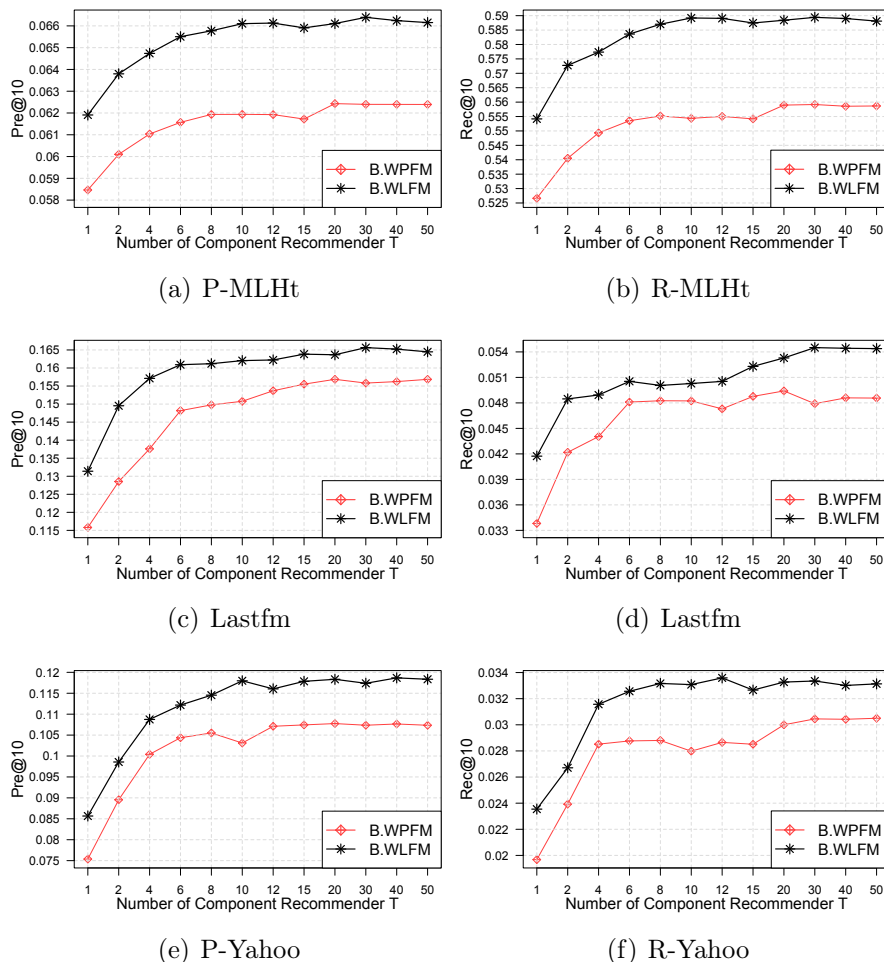 Pre@10
0.066
0.064
0.063
0.062
0.061
0.06
0.059
0.058
B.WPFM
B.WLFM
1 2 4 6 8 10 12 15 20 30 40 50
Number of Component Recommender T
(a) P-MLHt
Rec@10
0.59
0.585
0.58
0.575
0.57
0.565
0.56
0.555
0.55
0.545
0.54
0.535
0.53
0.525
B.WPFM
B.WLFM
1 2 4 6 8 10 12 15 20 30 40 50
Number of Component Recommender T
(b) R-MLHt
Pre@10
0.165
0.16
0.155
0.15
0.145
0.14
0.135
0.13
0.125
0.12
0.115
B.WPFM
B.WLFM
1 2 4 6 8 10 12 15 20 30 40 50
Number of Component Recommender T
(c) Lastfm
Rec@10
0.054
0.051
0.048
0.045
0.042
0.039
0.036
0.033
B.WPFM
B.WLFM
1 2 4 6 8 10 12 15 20 30 40 50
Number of Component Recommender T
(d) Lastfm
Pre@10
0.12
0.115
0.11
0.105
0.1
0.095
0.09
0.085
0.08
0.075
B.WPFM
B.WLFM
1 2 4 6 8 10 12 15 20 30 40 50
Number of Component Recommender T
(e) P-Yahoo
Rec@10
0.034
0.032
0.03
0.028
0.026
0.024
0.022
0.02
B.WPFM
B.WLFM
1 2 4 6 8 10 12 15 20 30 40 50
Number of Component Recommender T
(f) R-Yahoo